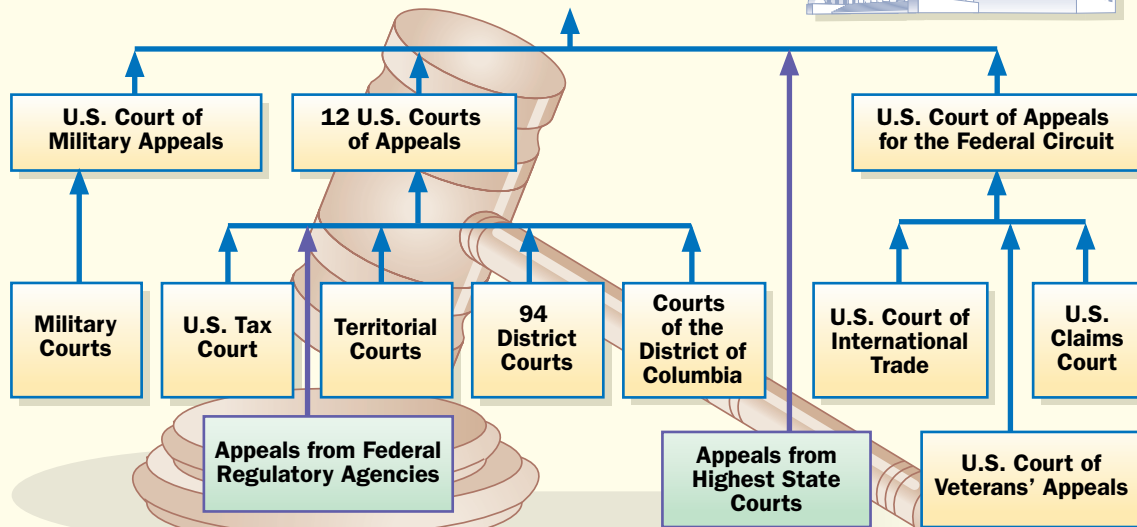 U.S. Court of
Military Appeals
12 U.S. Courts
of Appeals
U.S. Court of Appeals
for the Federal Circuit
Military
Courts
U.S. Tax
Court
Territorial
Courts
94
District
Courts
Courts
of the
District of
Columbia
U.S. Court of
International
Trade
U.S.
Claims
Court
Appeals from Federal
Regulatory Agencies
Appeals from
Highest State
Courts
U.S. Court of
Veterans’ Appeals